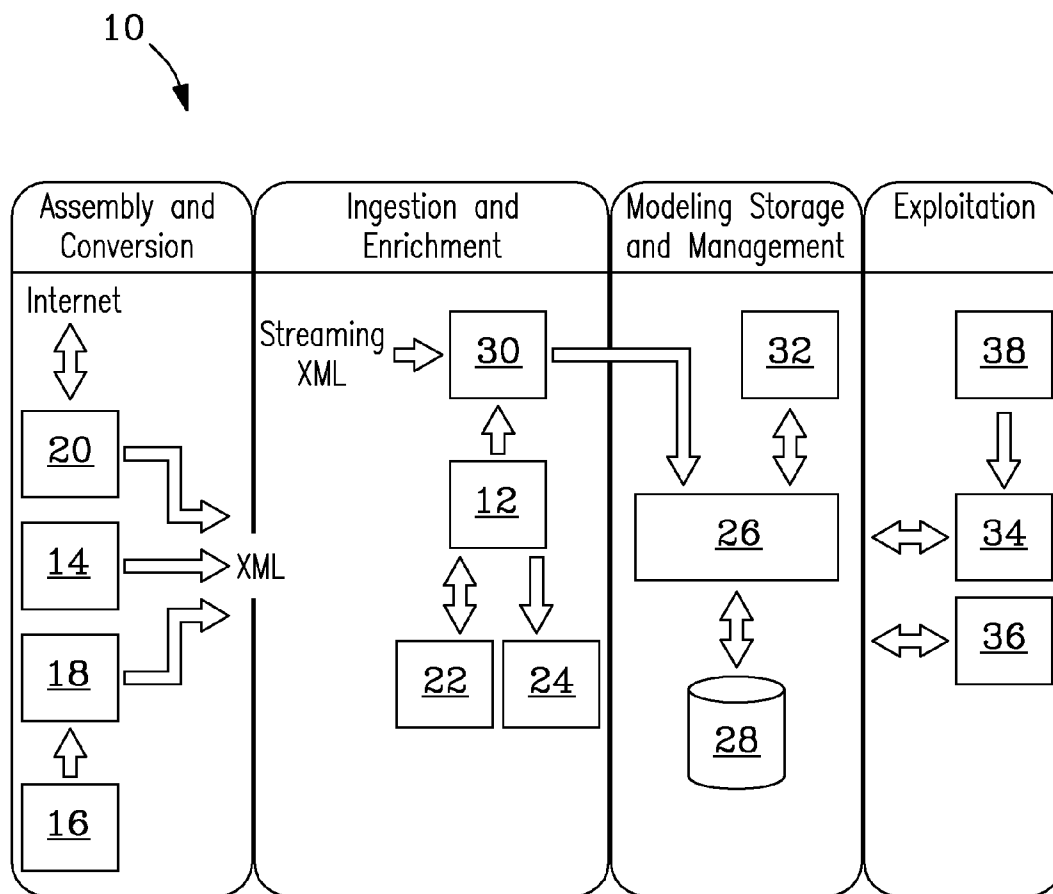 10
Assembly and
Conversion
Ingestion and
Enrichment
Modeling Storage
and Management
Exploitation
Internet
20
14
18
16
XML
Streaming
XML
30
12
22
24
32
26
28
38
34
36